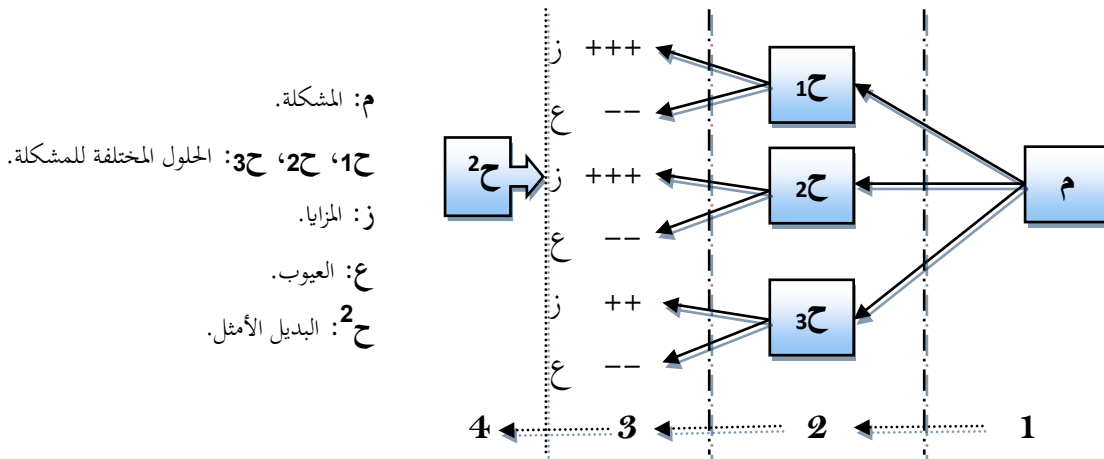 ز +++
ح1
ع −−
م
ز +++
ح2
ح2
ع −−
ز ++
ح3
ع −−
1
2
3
4
م: المشكلة.
ح1، ح2، ح3: الحلول المختلفة للمشكلة.
ز: المزايا.
ع: العيوب.
ح²: البديل الأمثل.